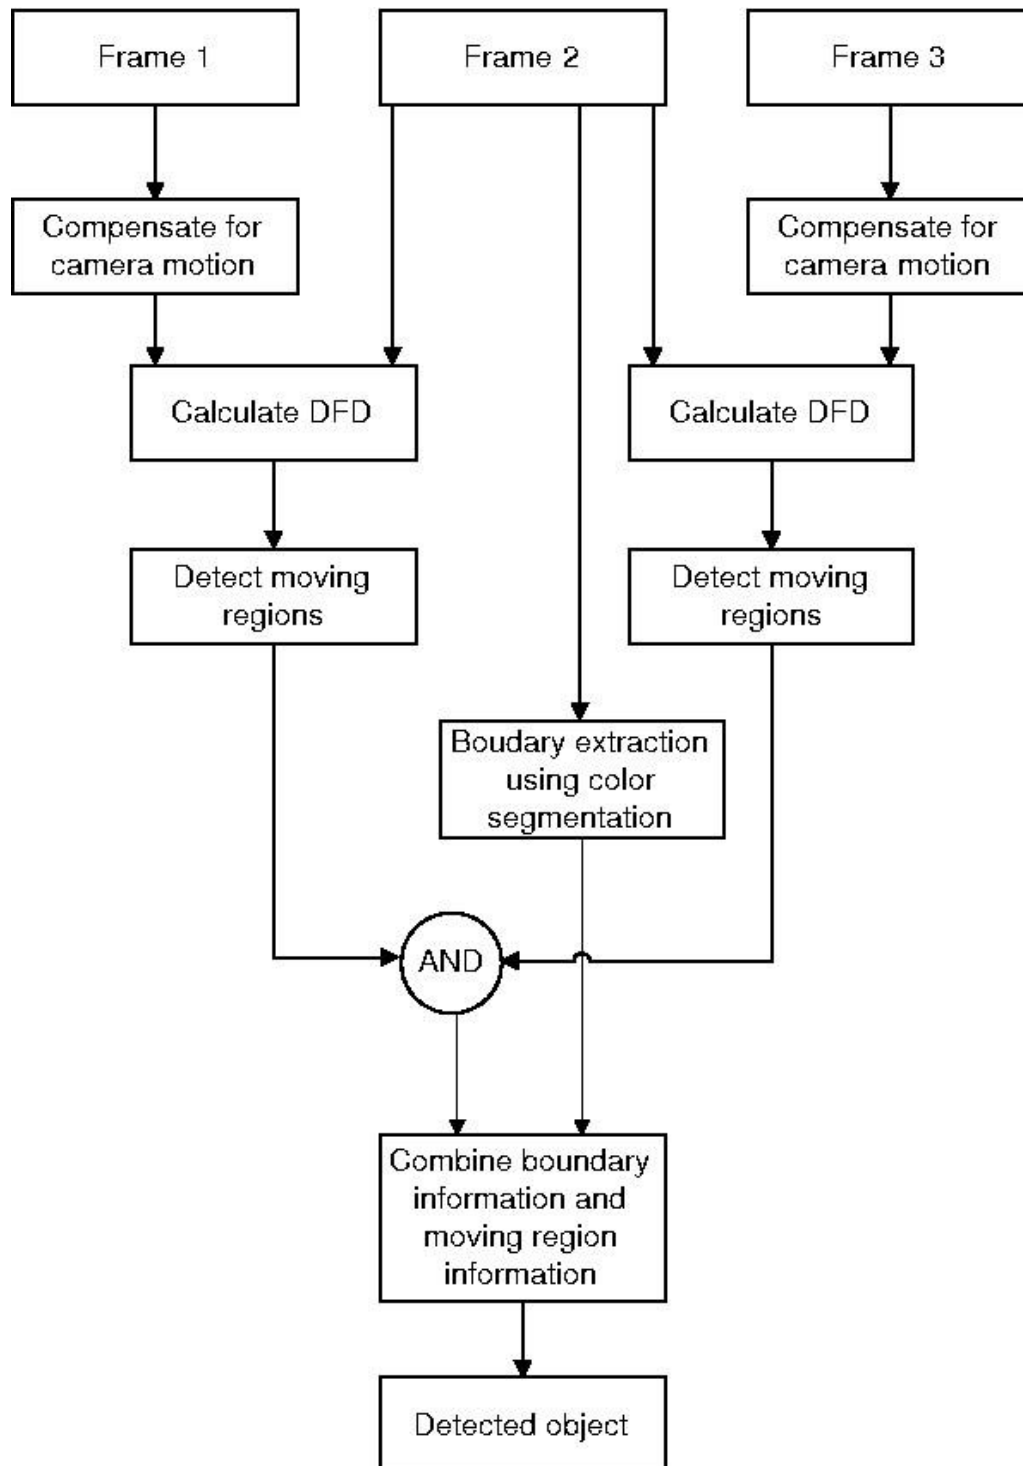 Frame 1
Frame 2
Frame 3
Compensate for
camera motion
Compensate for
camera motion
Calculate DFD
Calculate DFD
Detect moving
regions
Detect moving
regions
Boudary extraction
using color
segmentation
AND
Combine boundary
information and
moving region
information
Detected object